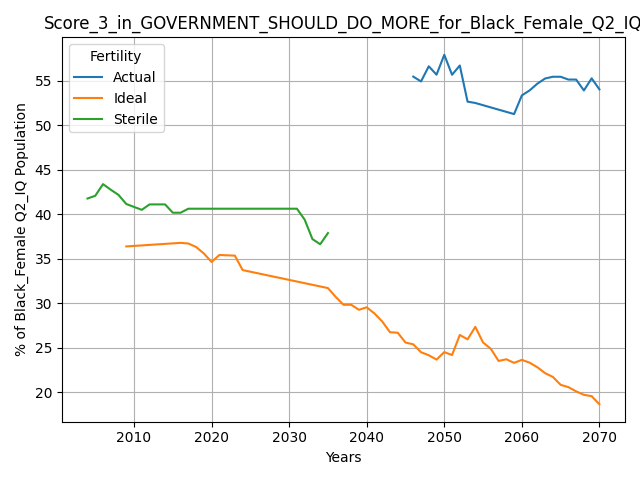 Score_3_in_GOVERNMENT_SHOULD_DO_MORE_for_Black_Female_Q2_IQ
Fertility
Actual
Ideal
Sterile
% of Black_Female Q2_IQ Population
55
50
45
40
35
30
25
20
2010 2020 2030 2040 2050 2060 2070
Years